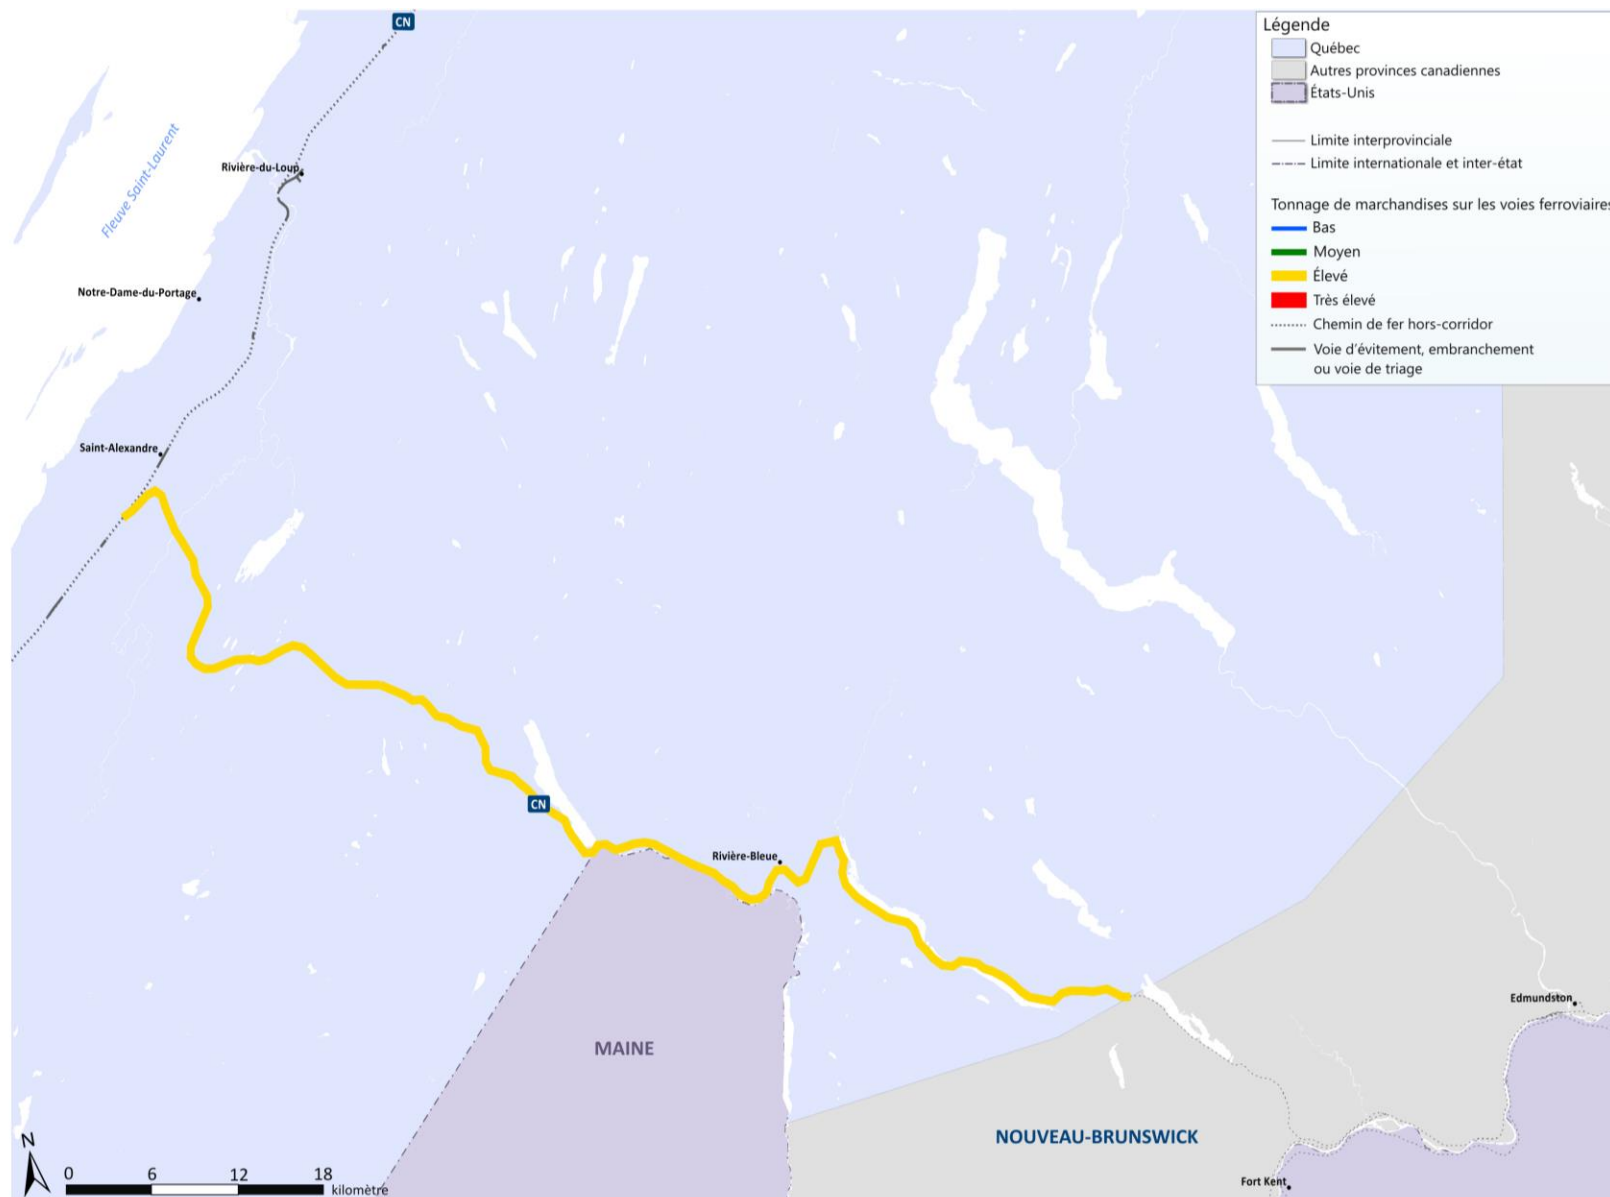 CN
Légende
Québec
Autres provinces canadiennes
États-Unis
Limite interprovinciale
Limite internationale et inter-état
Tonnage de marchandises sur les voies ferroviaires
Bas
Moyen
Élevé
Très élevé
Chemin de fer hors-corridor
Voie d'évitement, embranchement
ou voie de triage
Fleuve Saint-Laurent
Rivière-du-Loup
Notre-Dame-du-Portage
Saint-Alexandre
CN
Rivière-Bleue
Edmundston
MAINE
NOUVEAU-BRUNSWICK
Fort Kent
N
0 6 12 18
kilomètre